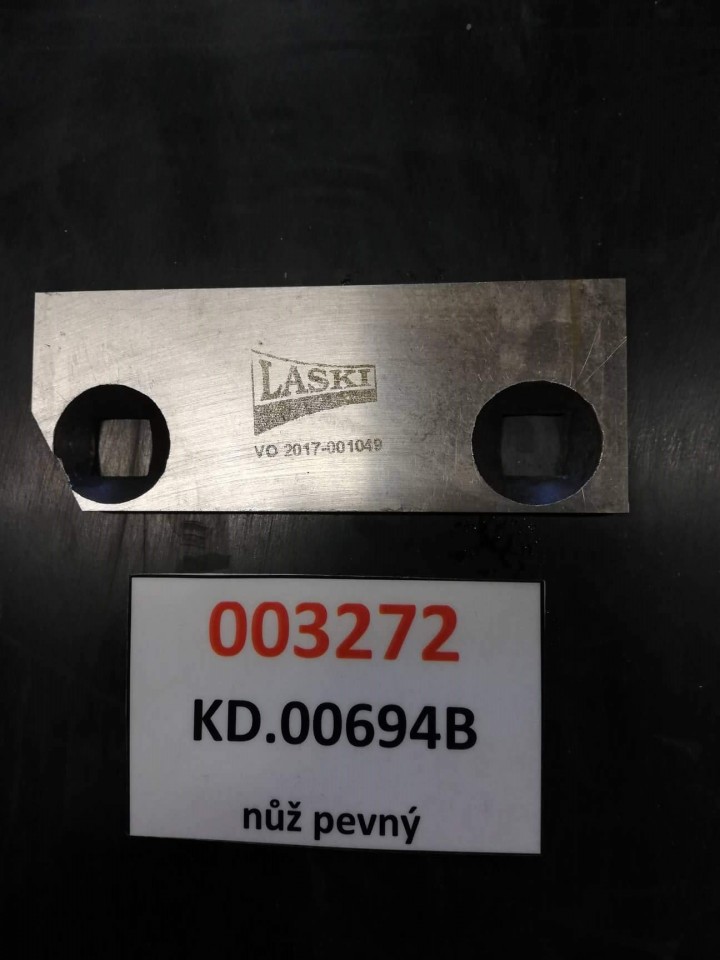 LASKI
VO 2017-001049
003272
KD.00694B
nůž pevný